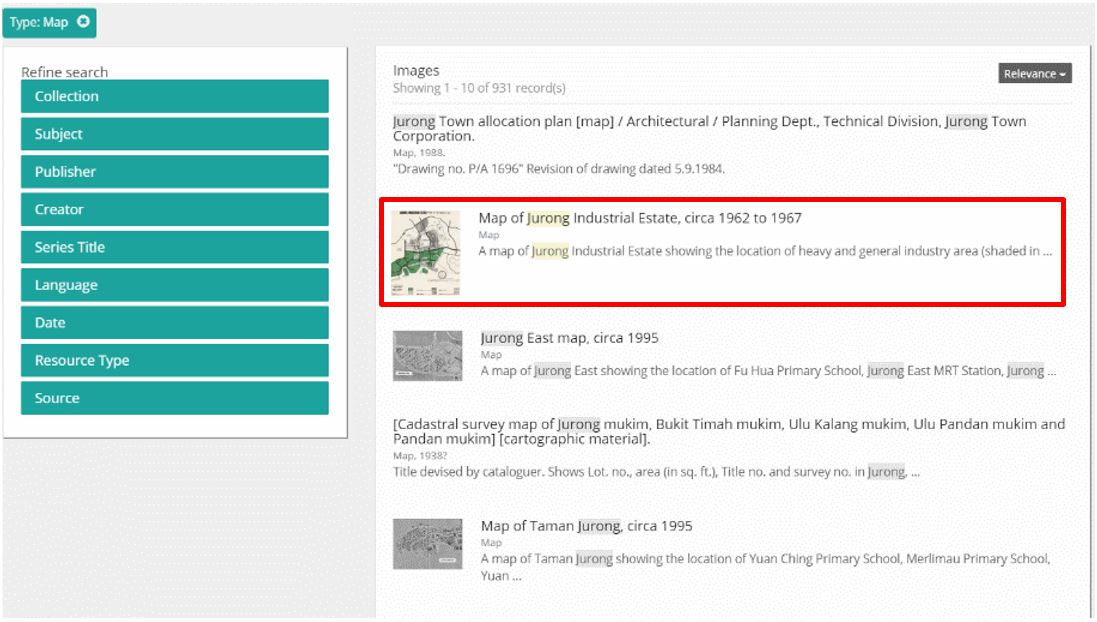 Type: Map
Refine search
Collection
Subject
Publisher
Creator
Series Title
Language
Date
Resource Type
Source
Images
Showing 1 - 10 of 931 record(s)
Relevance
Jurong Town allocation plan [map] / Architectural / Planning Dept., Technical Division, Jurong Town
Corporation.
Map, 1988.
"Drawing no. P/A 1696" Revision of drawing dated 5.9.1984.
Map of Jurong Industrial Estate, circa 1962 to 1967
Map
A map of Jurong Industrial Estate showing the location of heavy and general industry area (shaded in ...
Jurong East map, circa 1995
Map
A map of Jurong East showing the location of Fu Hua Primary School, Jurong East MRT Station, Jurong ...
[Cadastral survey map of Jurong mukim, Bukit Timah mukim, Ulu Kalang mukim, Ulu Pandan mukim and
Pandan mukim] [cartographic material].
Map, 1938?
Title devised by cataloguer. Shows Lot. no., area (in sq. ft.), Title no. and survey no. in Jurong, ...
Map of Taman Jurong, circa 1995
Map
A map of Taman Jurong showing the location of Yuan Ching Primary School, Merlimau Primary School,
Yuan ...